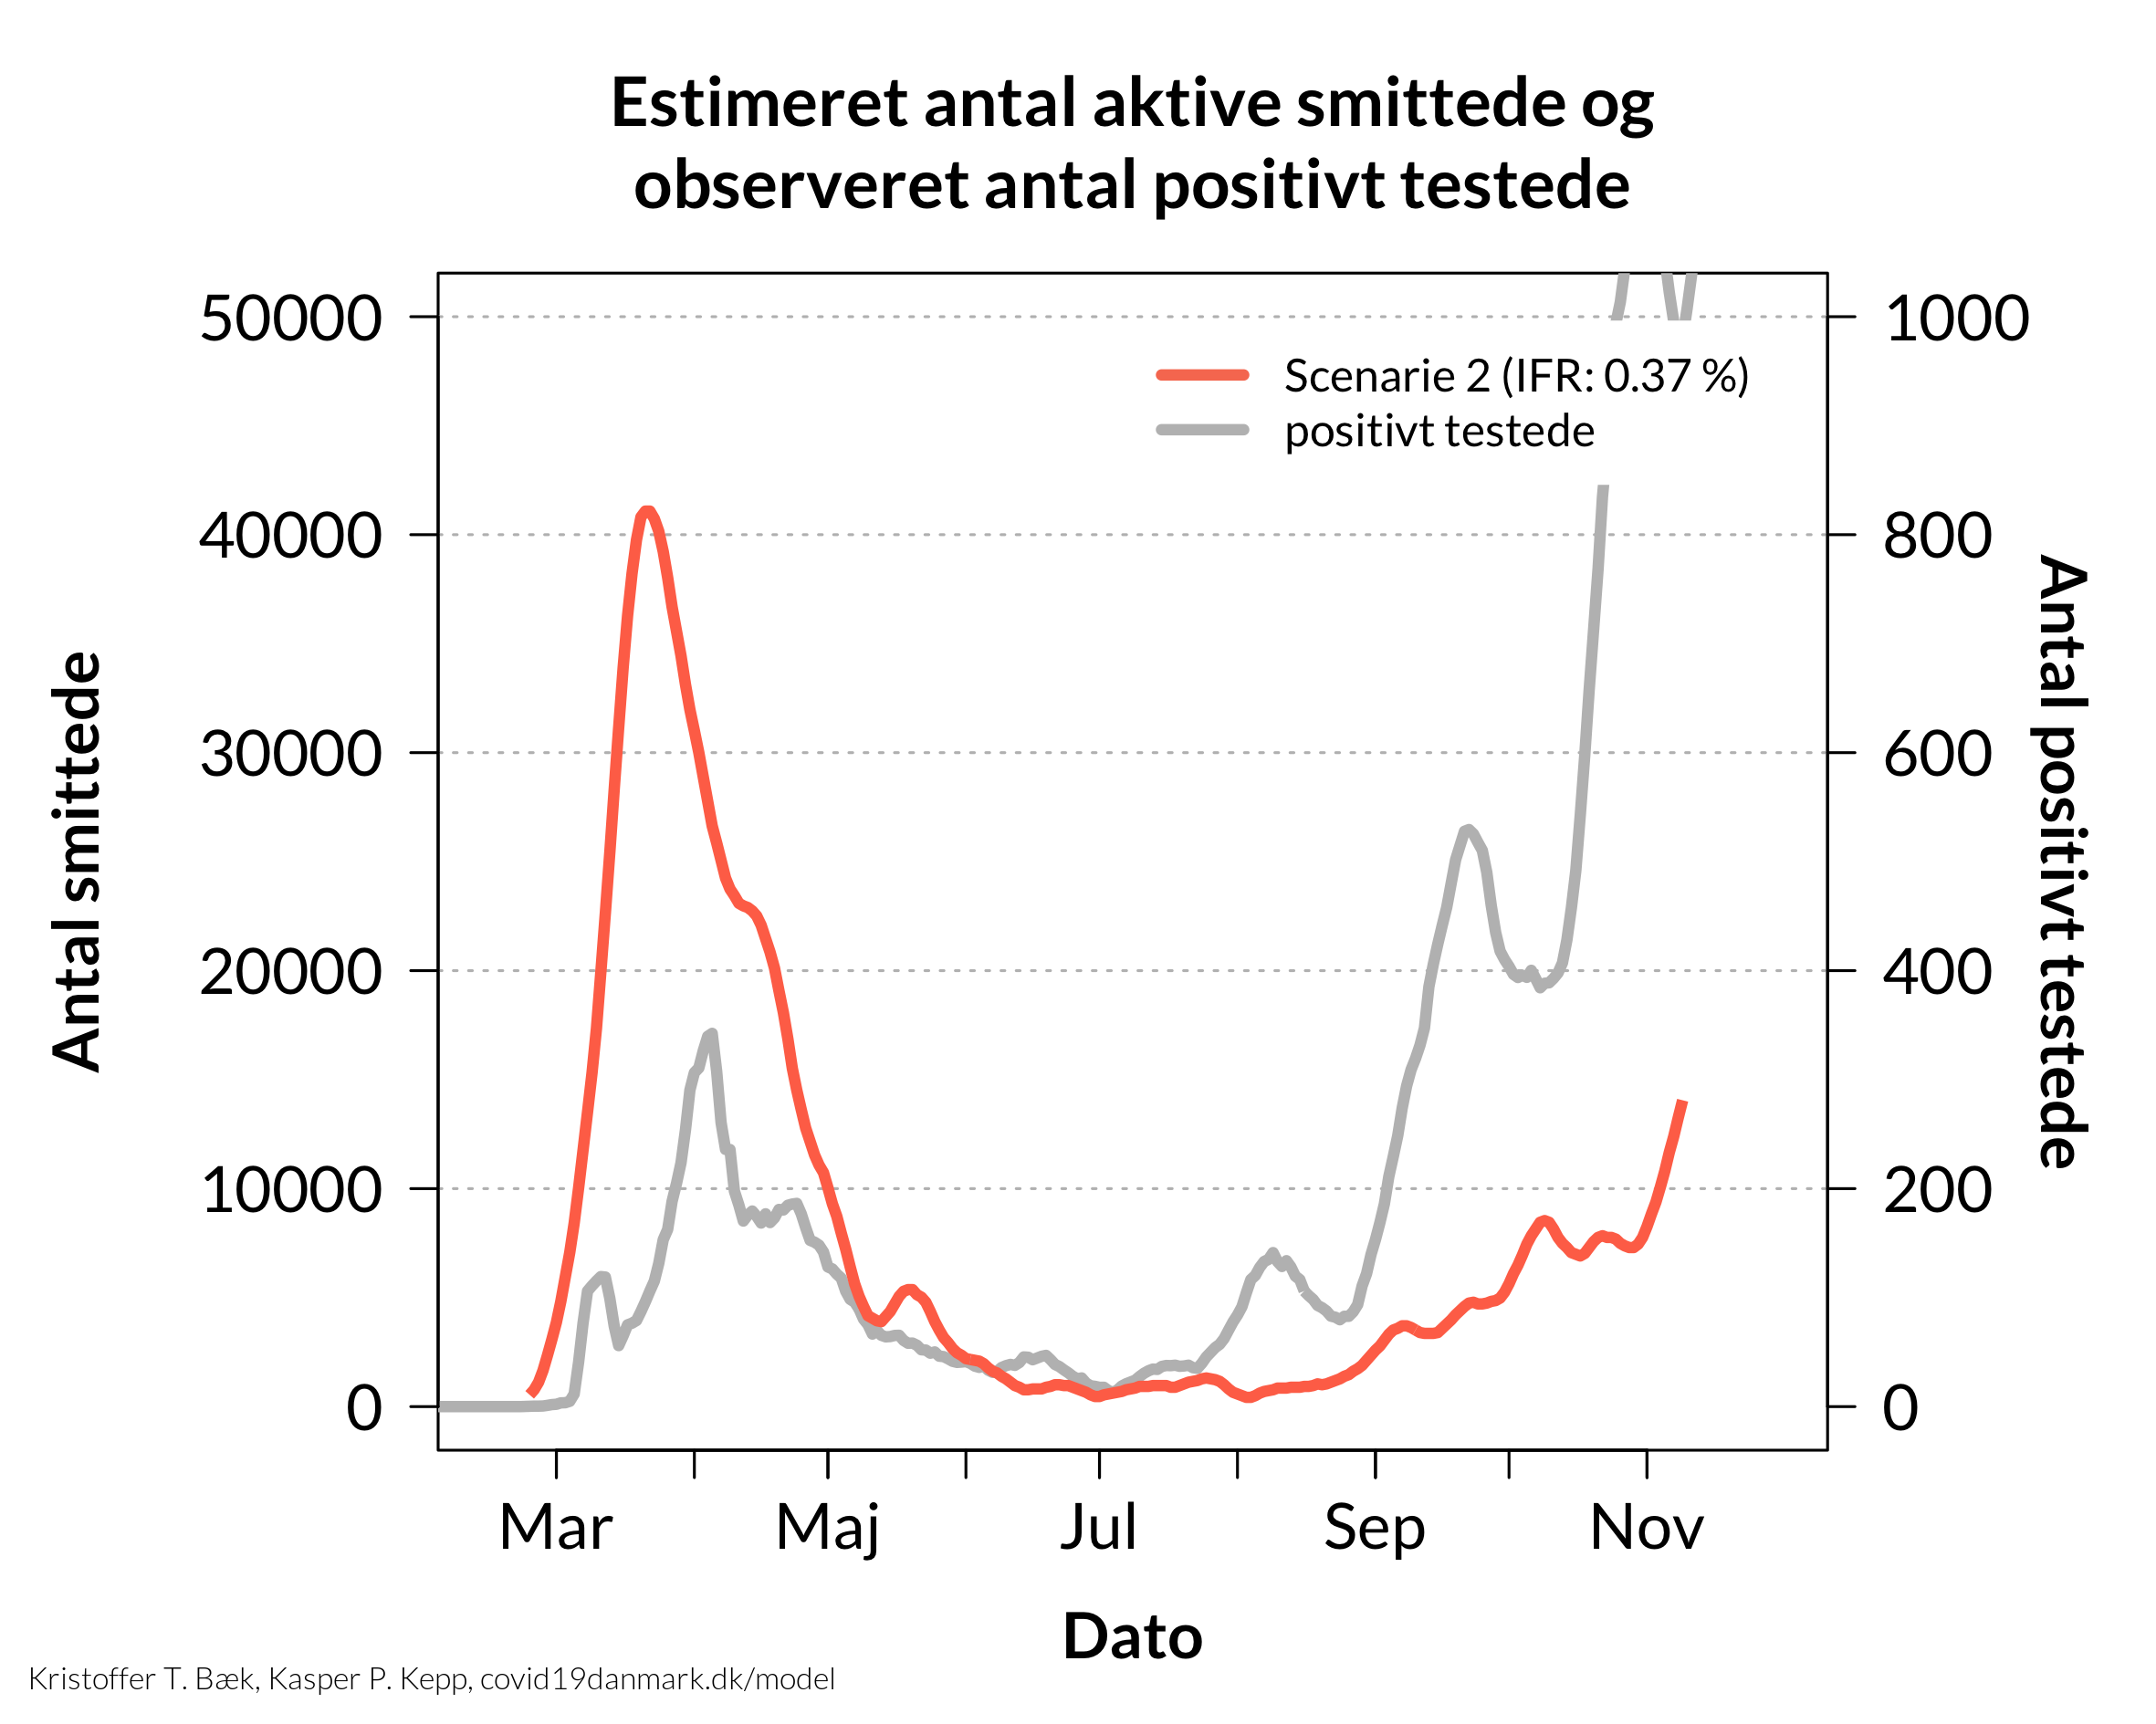 Estimeret antal aktive smittede og
observeret antal positivt testede
50000
40000
30000
20000
10000
0
Antal smittede
1000
800
600
400
200
0
Antal positivt testede
Scenarie 2 (IFR: 0.37 %)
positivt testede
Mar
Maj
Jul
Sep
Nov
Dato
Kristoffer T. Bæk, Kasper P. Kepp, covid19danmark.dk/model